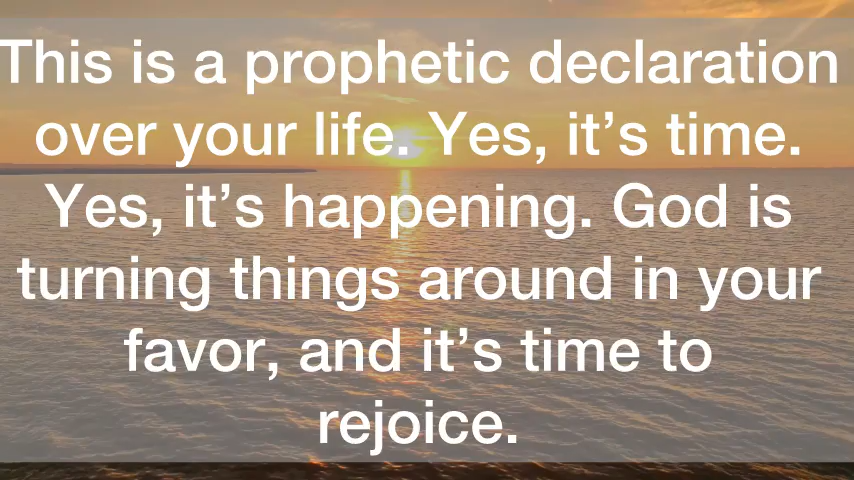 This is a prophetic declaration
over your life. Yes, it’s time.
Yes, it’s happening. God is
turning things around in your
favor, and it’s time to
rejoice.